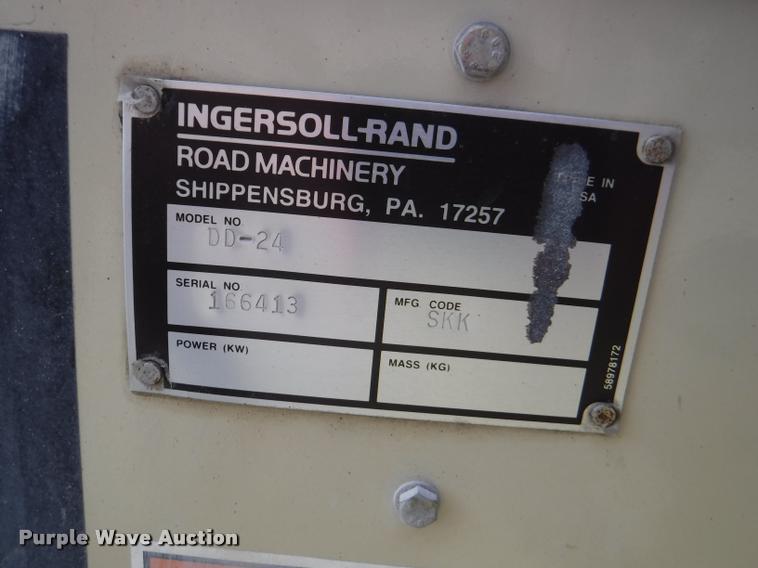 INGERSOLL-RAND
ROAD MACHINERY
SHIPPENSBURG, PA. 17257
IN
MODEL NO
DD-24
SERIAL NO
166413
MFG CODE
SKK
POWER (KW)
MASS (KG)
58978172
Purple Wave Auction®